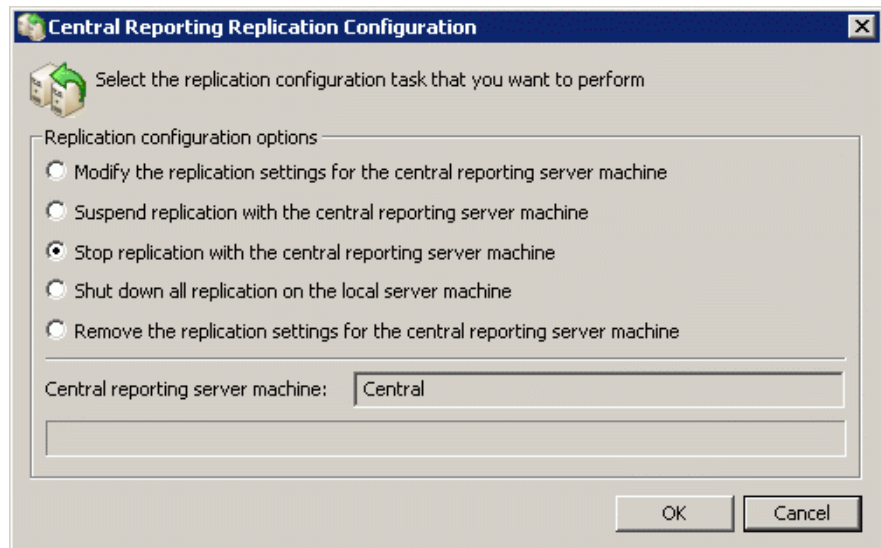 Central Reporting Replication Configuration
Select the replication configuration task that you want to perform
Replication configuration options
Modify the replication settings for the central reporting server machine
Suspend replication with the central reporting server machine
Stop replication with the central reporting server machine
Shut down all replication on the local server machine
Remove the replication settings for the central reporting server machine
Central reporting server machine: Central
OK Cancel